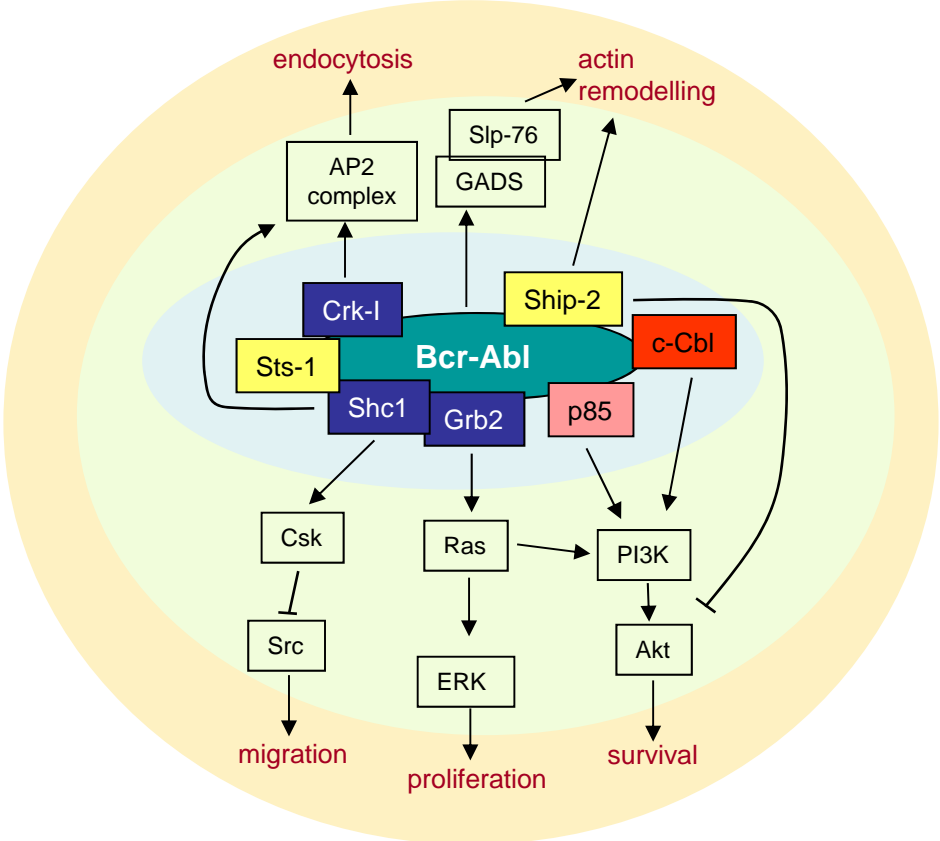 endocytosis
actin
remodelling
Slp-76
AP2
complex
GADS
Crk-I
Ship-2
Sts-1
Bcr-Abl
c-Cbl
Shc1
Grb2
p85
Csk
Ras
PI3K
Src
ERK
Akt
migration
proliferation
survival